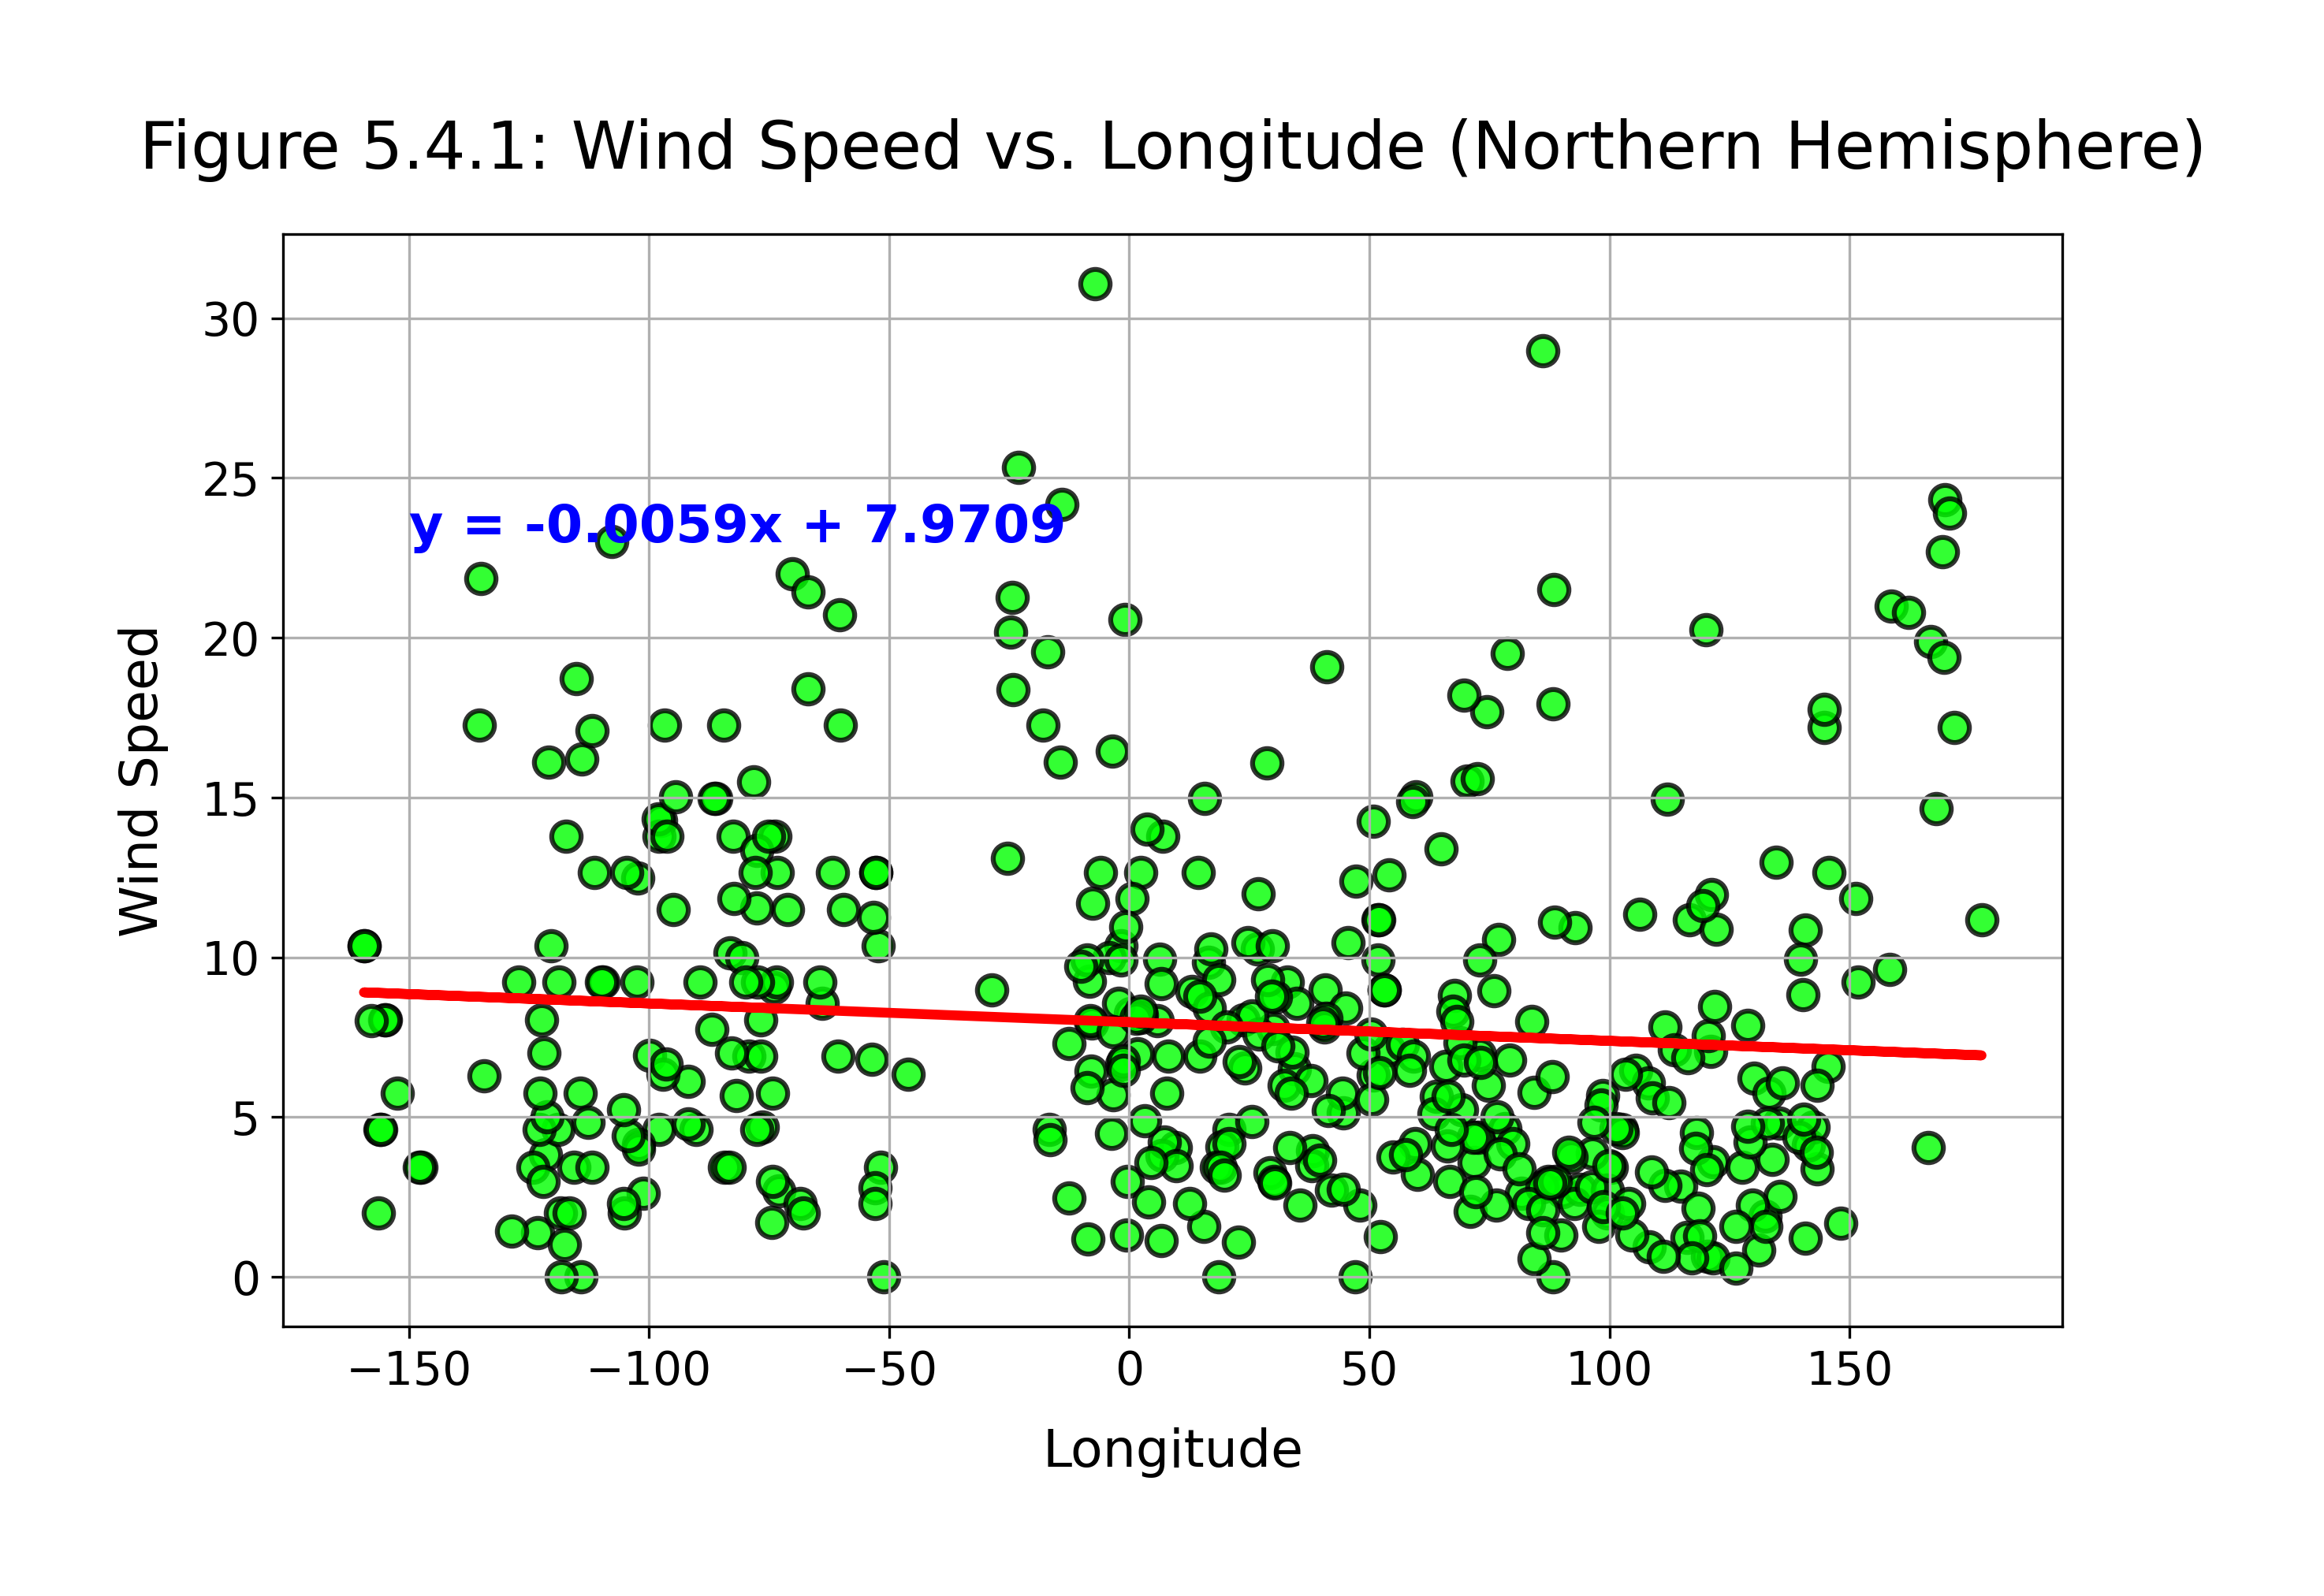 Figure 5.4.1: Wind Speed vs. Longitude (Northern Hemisphere)
30
25
y = -0.0059x + 7.9709
20
15
10
5
0
Wind Speed
−150 −100 −50 0 50 100 150
Longitude